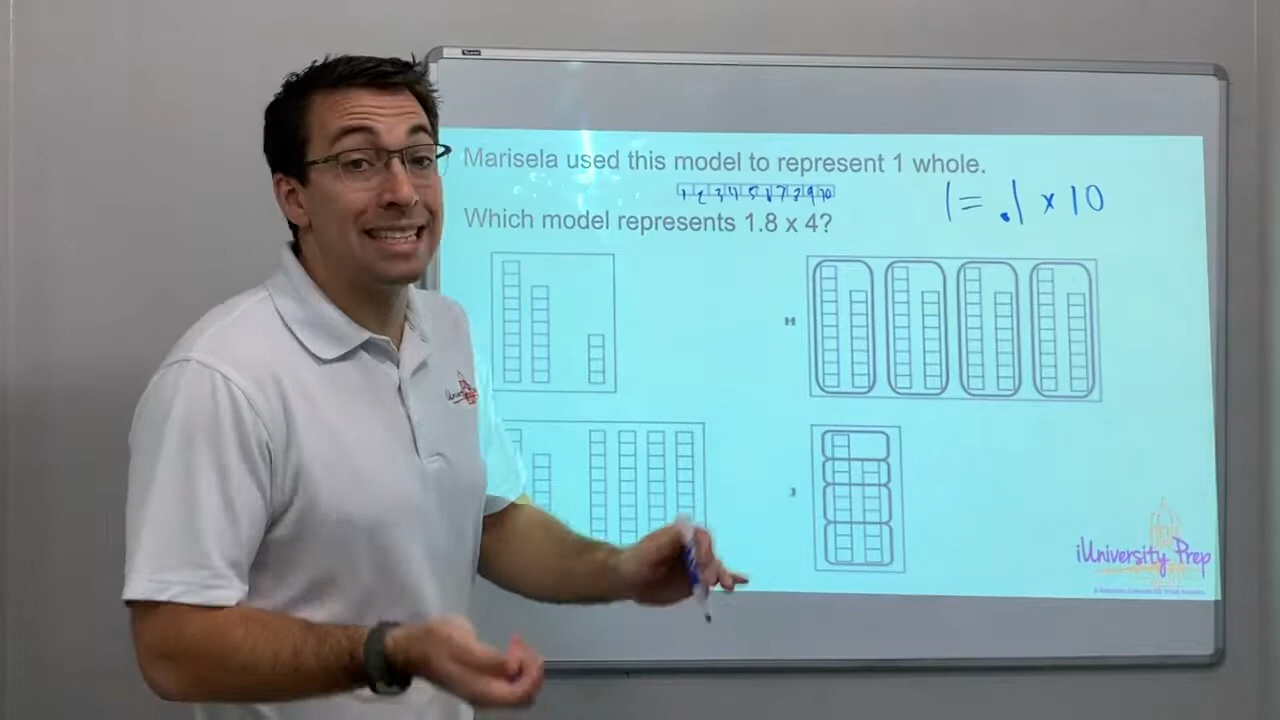 Marisela used this model to represent 1 whole.
1 2 3 4 5 6 7 8 9 10
1 = .1 x 10
Which model represents 1.8 x 4?
H
J
iUniversity Prep